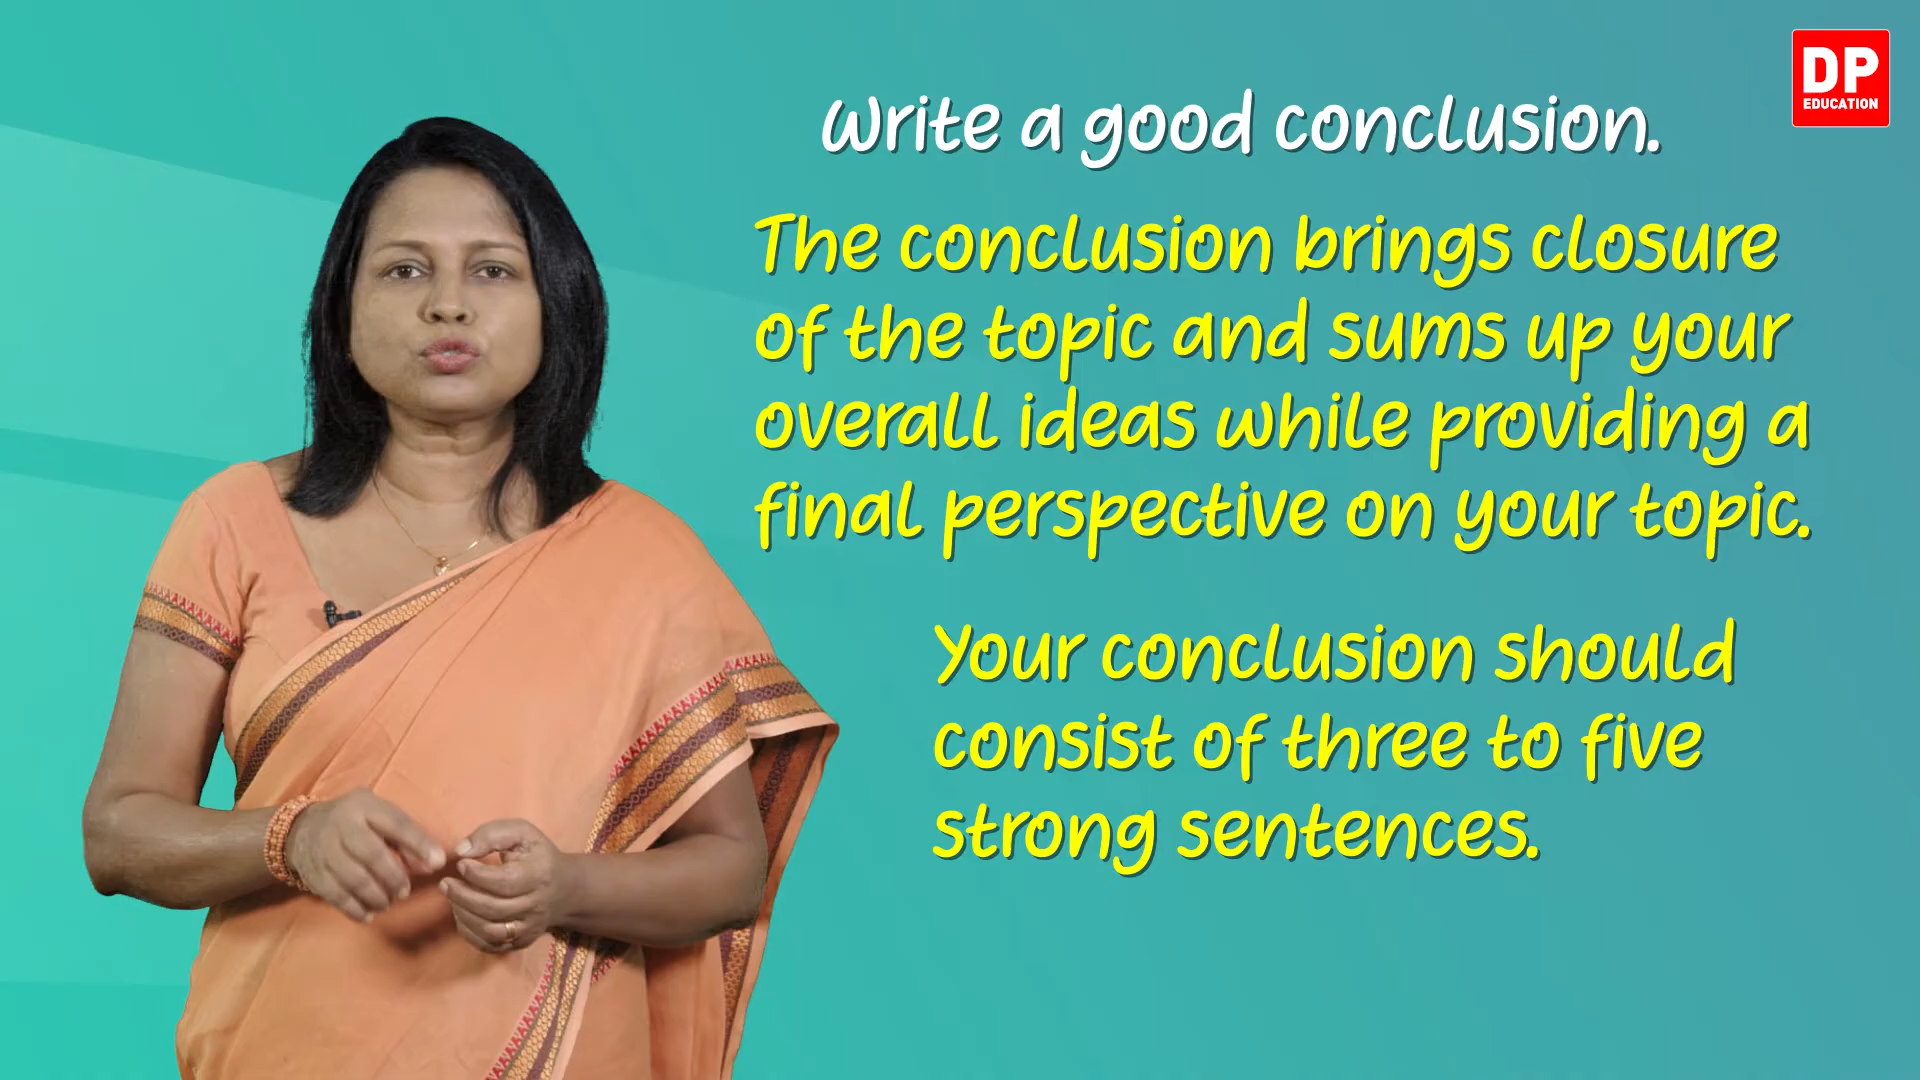 DP
EDUCATION
Write a good conclusion.
The conclusion brings closure
of the topic and sums up your
overall ideas while providing a
final perspective on your topic.
Your conclusion should
consist of three to five
strong sentences.